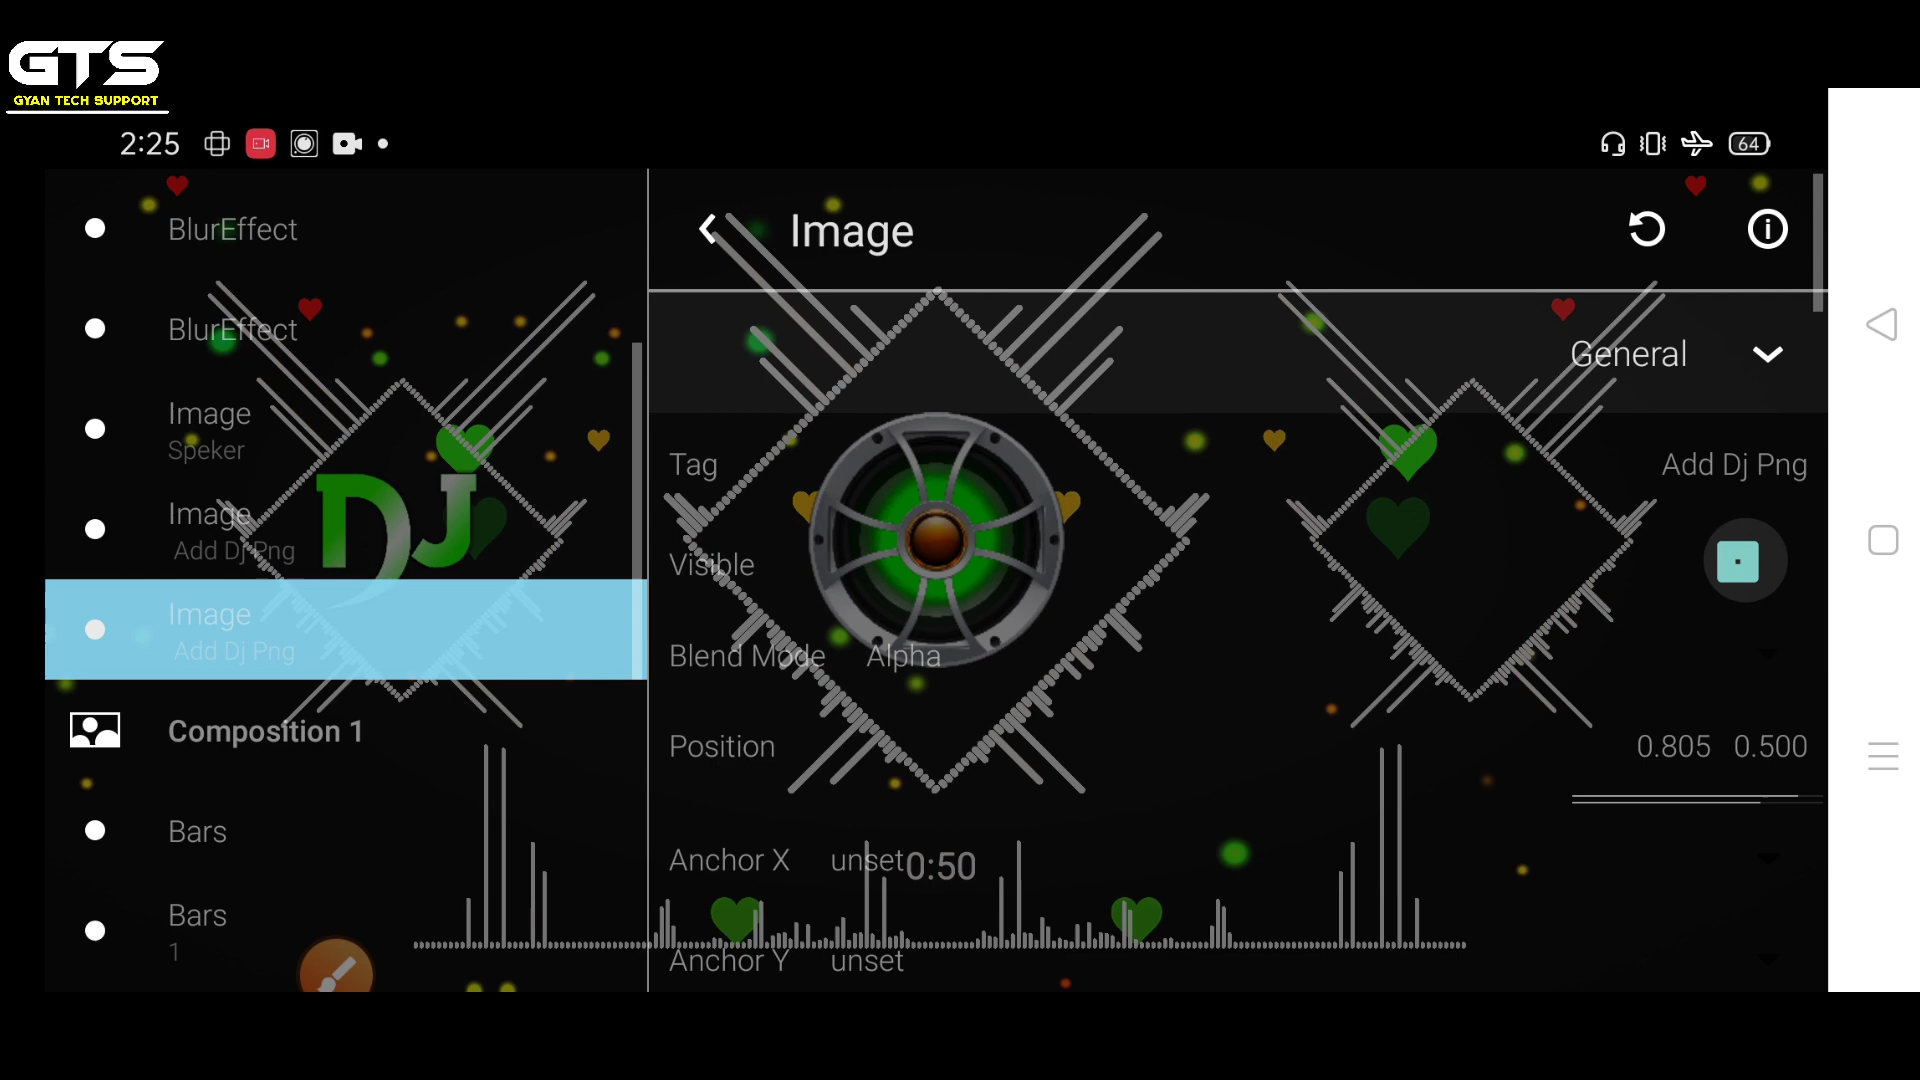 GTS
GYAN TECH SUPPORT
2:25
64
BlurEffect
BlurEffect
Image
Speker
Image
Add Dj Png
Image
Add Dj Png
Composition 1
Bars
Bars
1
DJ
Image
General
Tag
Add Dj Png
Visible
Blend Mode Alpha
Position 0.805 0.500
Anchor X unset
0:50
Anchor Y unset